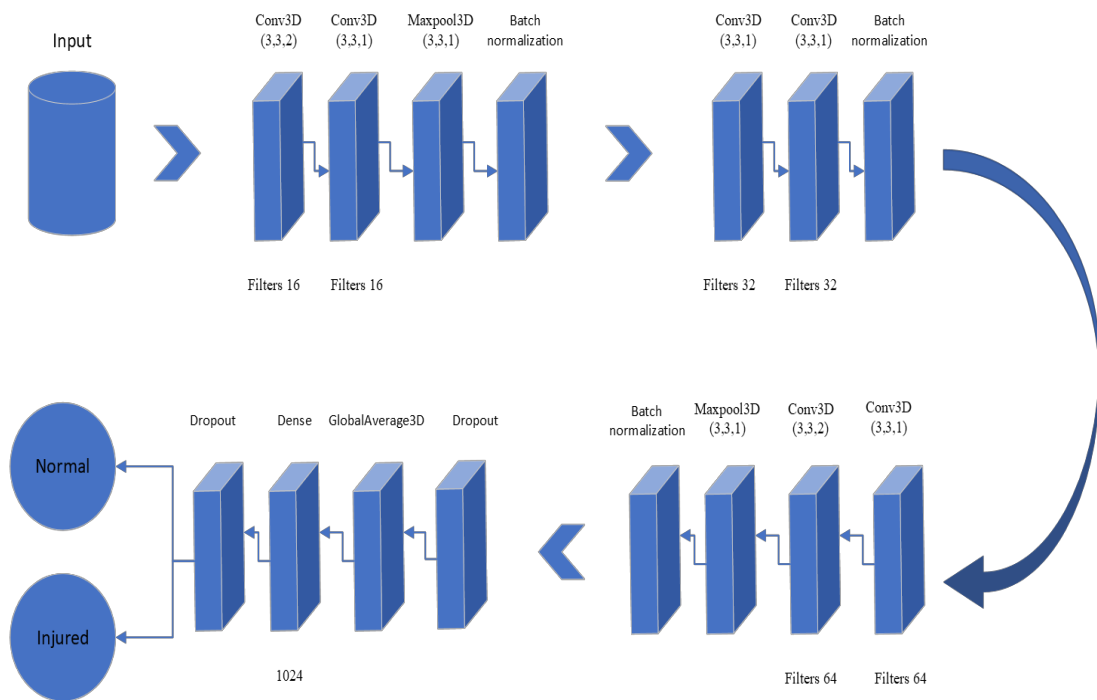 Input
Conv3D
(3,3,2)
Conv3D
(3,3,1)
Maxpool3D
(3,3,1)
Batch
normalization
Conv3D
(3,3,1)
Conv3D
(3,3,1)
Batch
normalization
Filters 16
Filters 16
Filters 32
Filters 32
Normal
Injured
Dropout
Dense
GlobalAverage3D
Dropout
Batch
normalization
Maxpool3D
(3,3,1)
Conv3D
(3,3,2)
Conv3D
(3,3,1)
1024
Filters 64
Filters 64